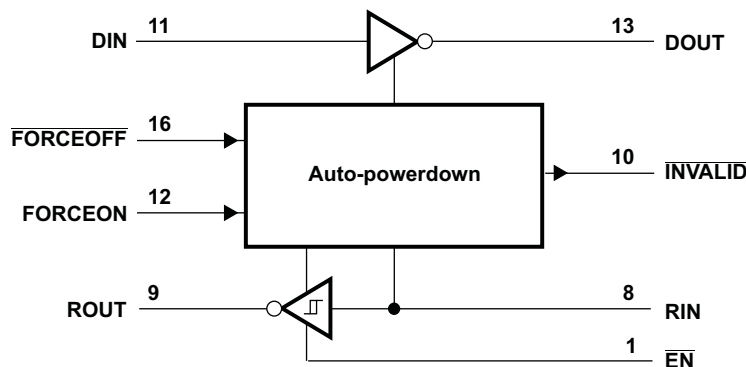 DIN 11 13 DOUT
FORCEOFF 16
Auto-powerdown
10 INVALID
FORCEON 12
ROUT 9 8 RIN
1 EN